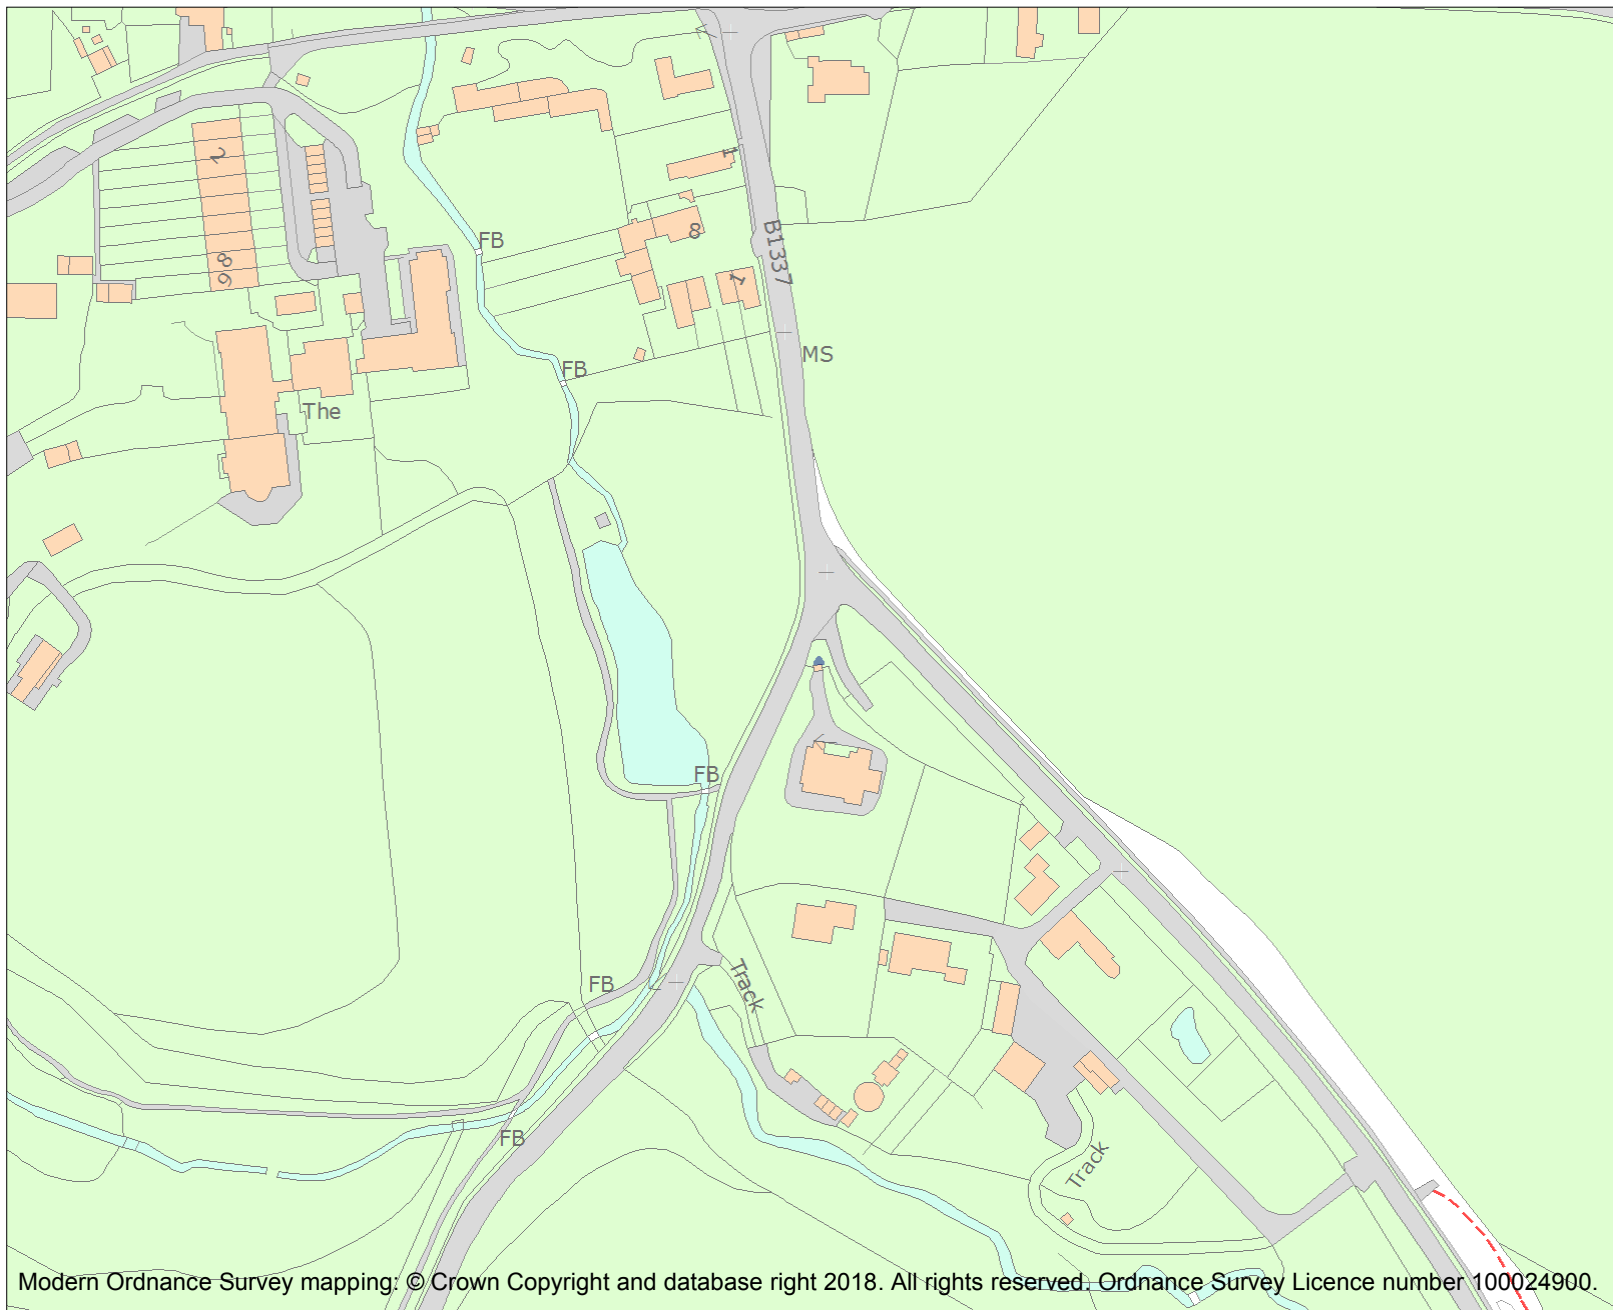 2
1
FB
8
B1337
8
9
1
MS
FB
The
FB
Track
FB
FB
Track
Modern Ordnance Survey mapping: © Crown Copyright and database right 2018. All rights reserved. Ordnance Survey Licence number 100024900.